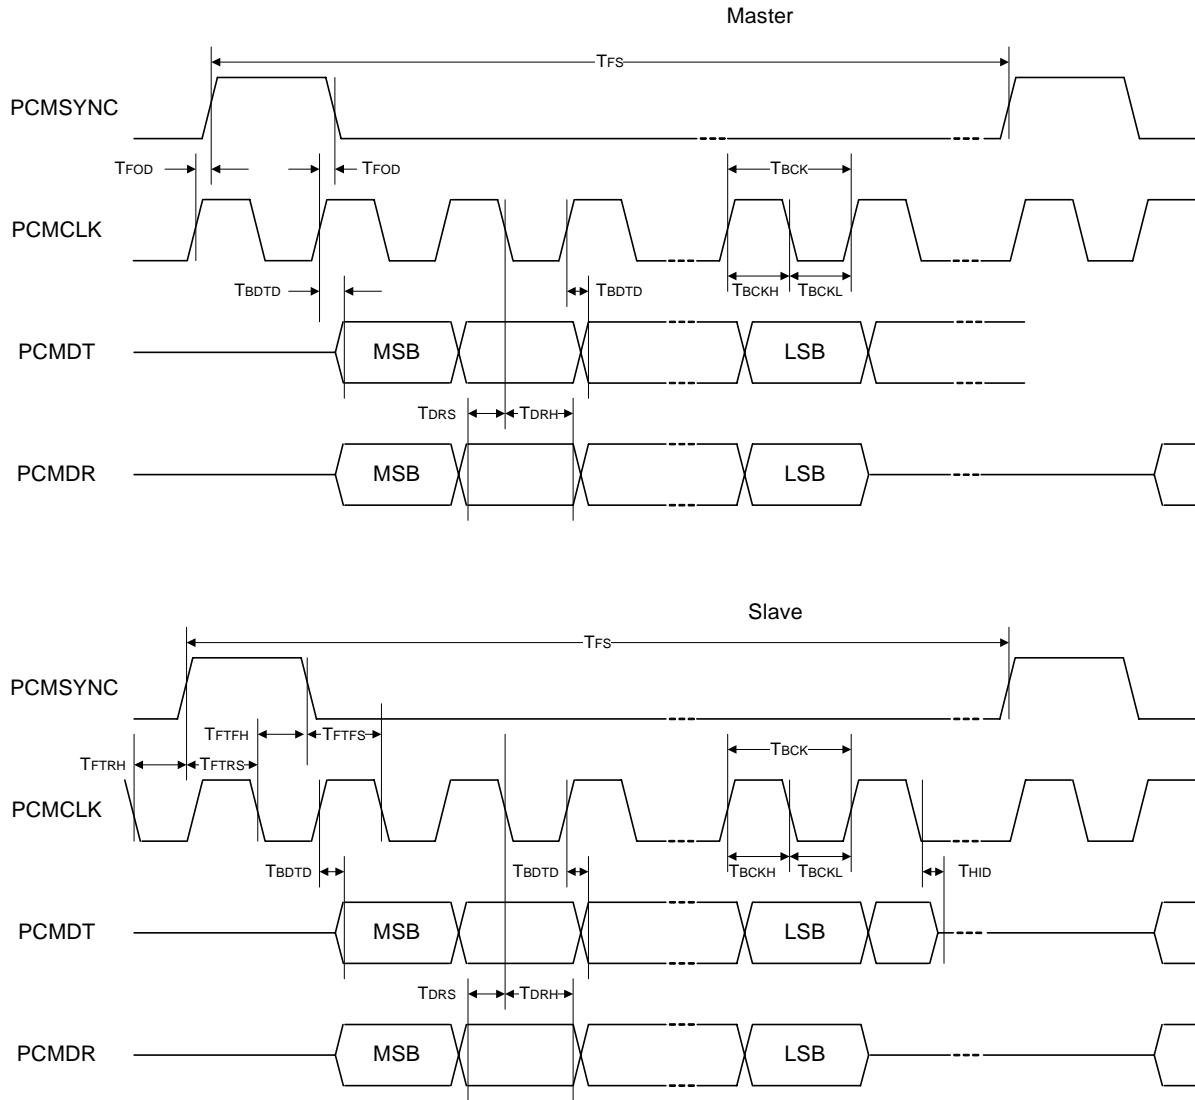 Master
TFS
PCMSYNC
TFOD TFOD TBCK
PCMCLK
TBDTD TBDTD TBCKH TBCKL
PCMDT MSB LSB
TDRS TDRH
PCMDR MSB LSB
Slave
TFS
PCMSYNC
TFTFH TFTFS TBCK
TFTRH TFTRS
PCMCLK
TBDTD TBDTD TBCKH TBCKL THID
PCMDT MSB LSB
TDRS TDRH
PCMDR MSB LSB